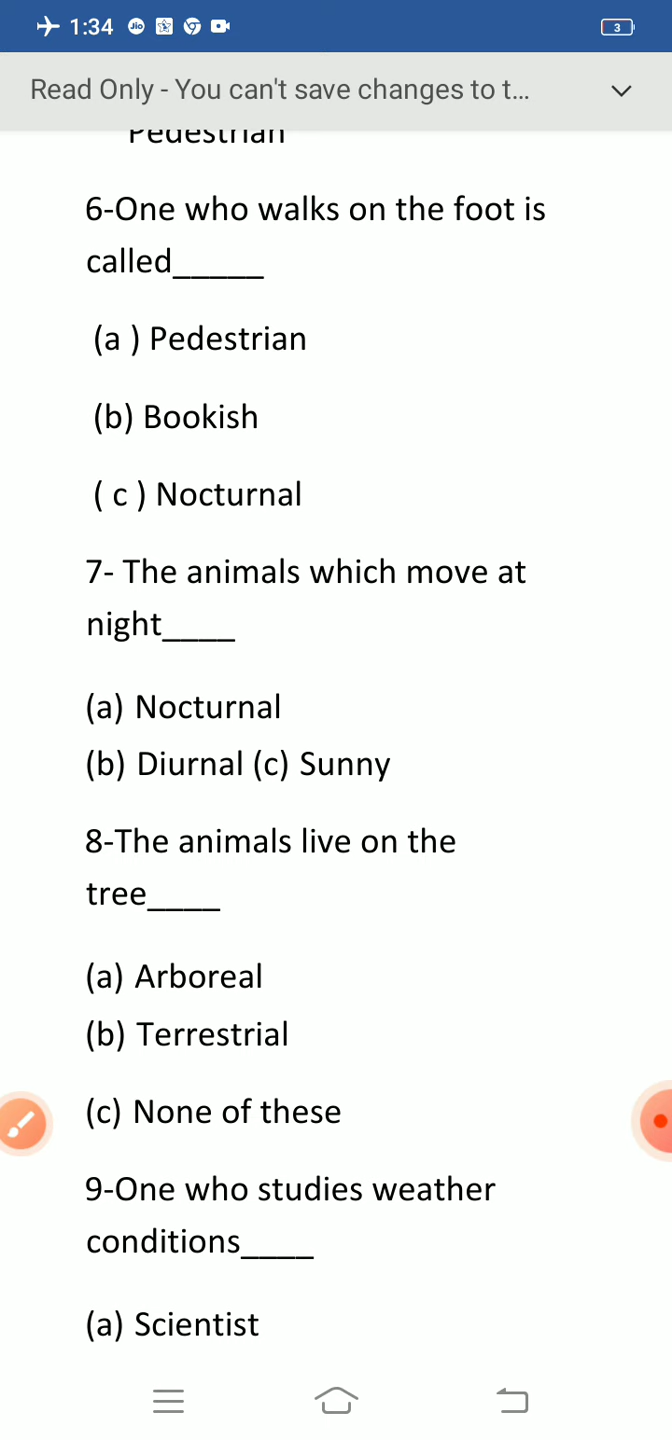 1:34 Jio 3
Read Only - You can't save changes to t...
Pedestrian
6-One who walks on the foot is
called_____
(a ) Pedestrian
(b) Bookish
( c ) Nocturnal
7- The animals which move at
night____
(a) Nocturnal
(b) Diurnal (c) Sunny
8-The animals live on the
tree____
(a) Arboreal
(b) Terrestrial
(c) None of these
9-One who studies weather
conditions____
(a) Scientist